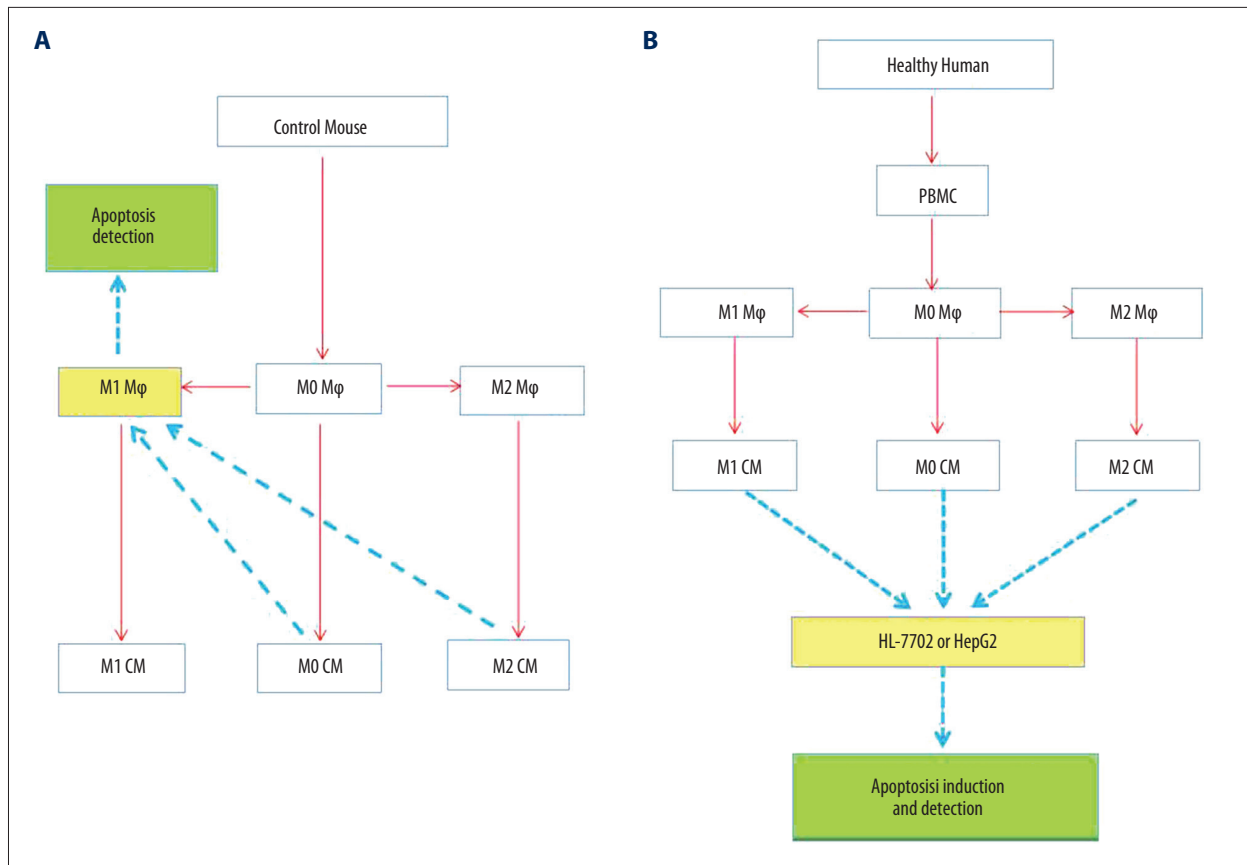 A
Control Mouse
Apoptosis
detection
M1 Mφ
M0 Mφ
M2 Mφ
M1 CM
M0 CM
M2 CM
B
Healthy Human
PBMC
M1 Mφ
M0 Mφ
M2 Mφ
M1 CM
M0 CM
M2 CM
HL-7702 or HepG2
Apoptosisi induction
and detection